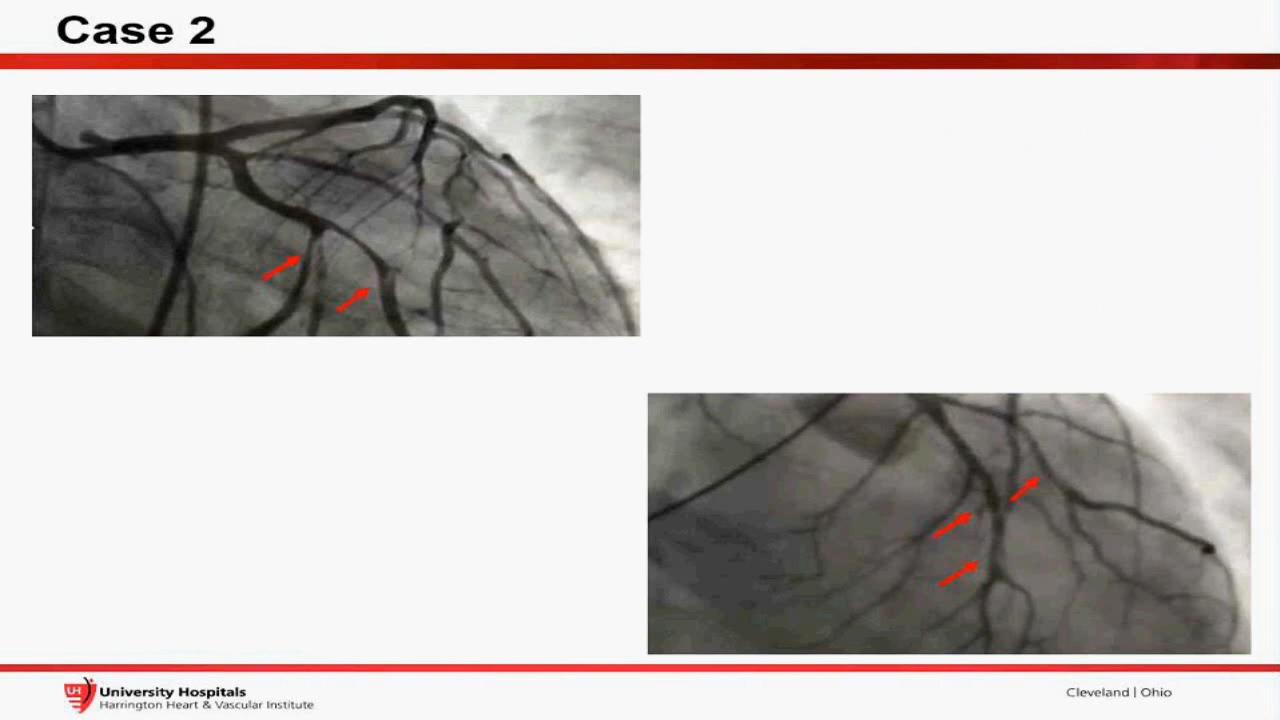 Case 2
UH
University Hospitals
Harrington Heart & Vascular Institute
Cleveland | Ohio